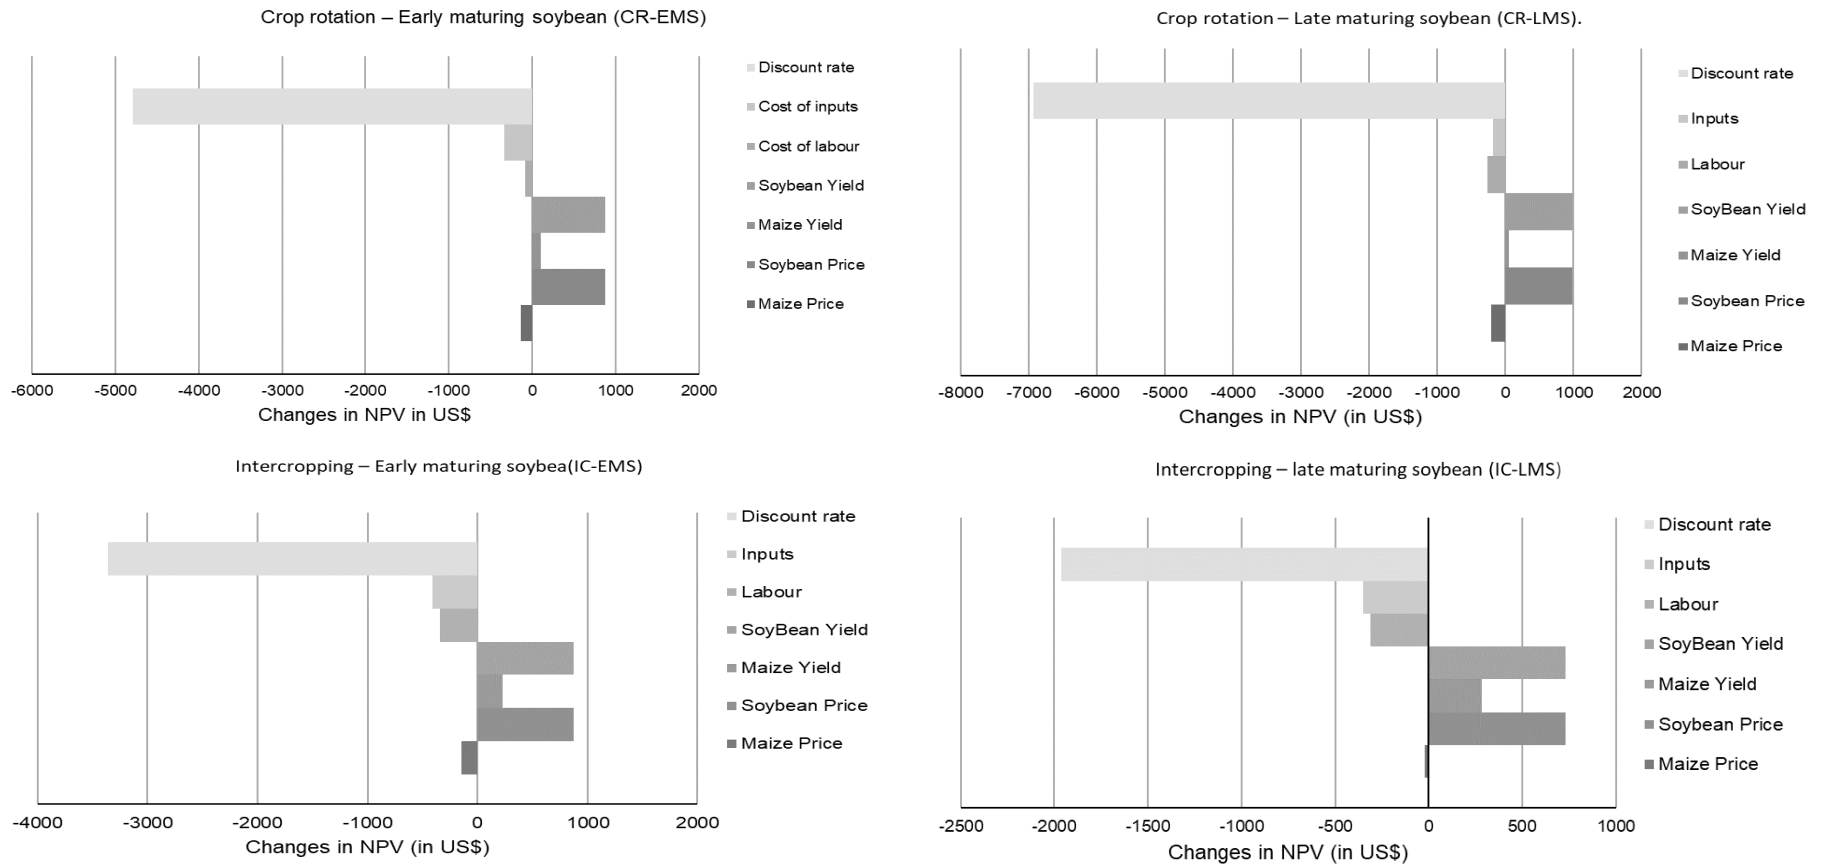 Crop rotation – Early maturing soybean (CR-EMS)
Discount rate
Cost of inputs
Cost of labour
Soybean Yield
Maize Yield
Soybean Price
Maize Price
-6000 -5000 -4000 -3000 -2000 -1000 0 1000 2000
Changes in NPV in US$
Crop rotation – Late maturing soybean (CR-LMS).
Discount rate
Inputs
Labour
SoyBean Yield
Maize Yield
Soybean Price
Maize Price
-8000 -7000 -6000 -5000 -4000 -3000 -2000 -1000 0 1000 2000
Changes in NPV (in US$)
Intercropping – Early maturing soybea(IC-EMS)
Discount rate
Inputs
Labour
SoyBean Yield
Maize Yield
Soybean Price
Maize Price
-4000 -3000 -2000 -1000 0 1000 2000
Changes in NPV (in US$)
Intercropping – late maturing soybean (IC-LMS)
Discount rate
Inputs
Labour
SoyBean Yield
Maize Yield
Soybean Price
Maize Price
-2500 -2000 -1500 -1000 -500 0 500 1000
Changes in NPV (in US$)